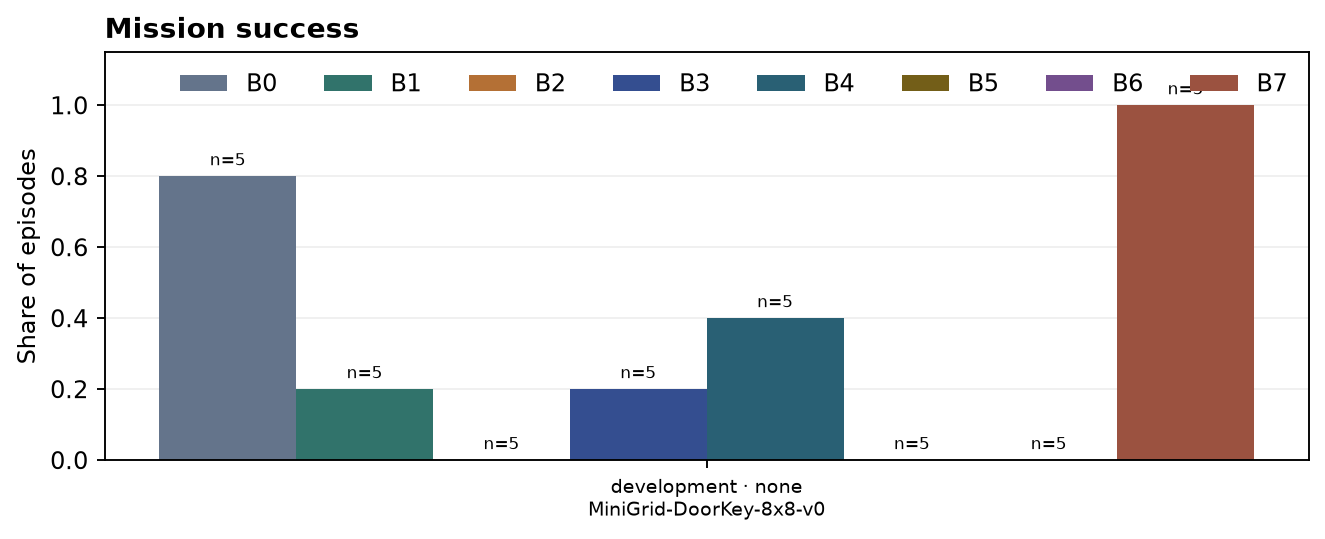 Mission success
B0 B1 B2 B3 B4 B5 B6 B7
Share of episodes
1.0
0.8
0.6
0.4
0.2
0.0
n=5
n=5
n=5
n=5
n=5
n=5
n=5
development · none
MiniGrid-DoorKey-8x8-v0